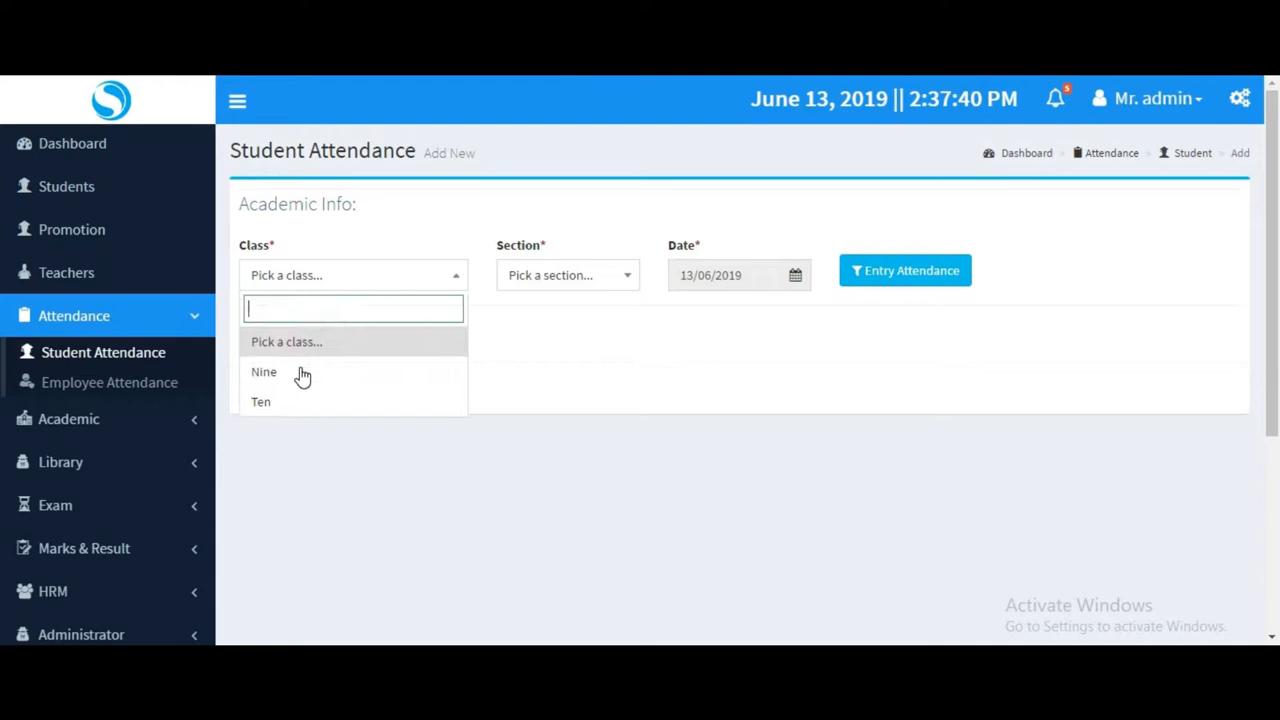 June 13, 2019 || 2:37:40 PM
5
Mr. admin
Dashboard
Students
Promotion
Teachers
Attendance
Student Attendance
Employee Attendance
Academic
Library
Exam
Marks & Result
HRM
Administrator
Student Attendance Add New
Dashboard > Attendance > Student > Add
Academic Info:
Class* Section* Date*
Pick a class... Pick a section... 13/06/2019 Entry Attendance
Pick a class...
Nine
Ten
Activate Windows
Go to Settings to activate Windows.